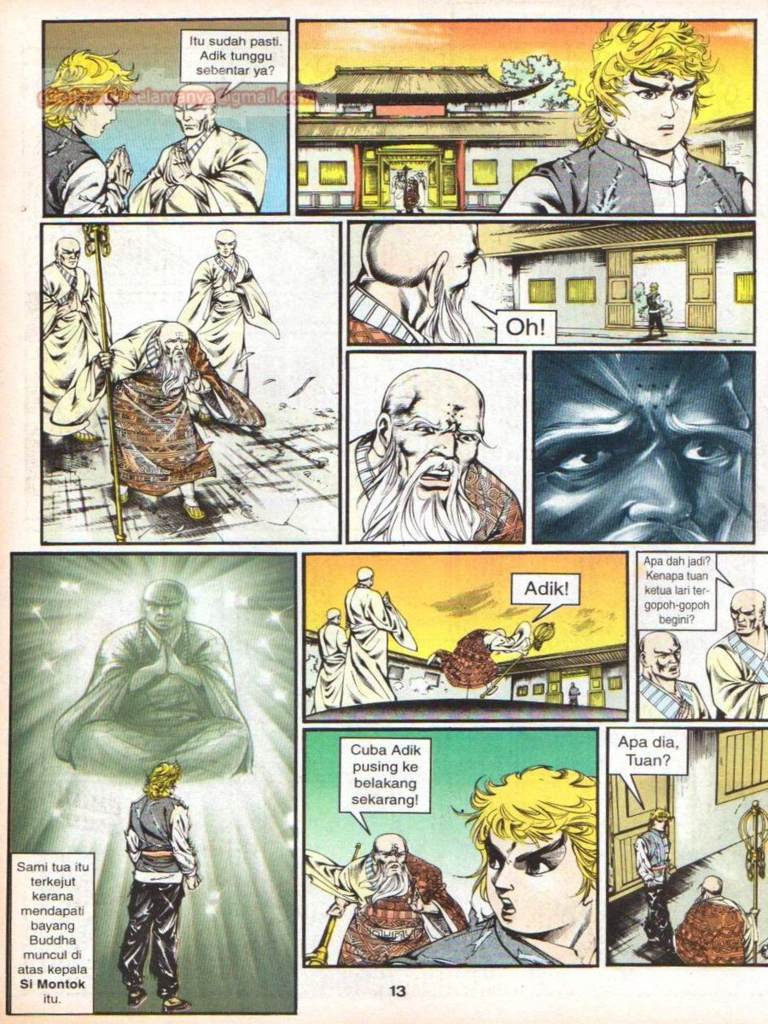 Itu sudah pasti.
Adik tunggu
sebentar ya?
Oh!
Adik!
Apa dah jadi?
Kenapa tuan
ketua lari ter-
gopoh-gopoh
begini?
Sami tua itu
terkejut
kerana
mendapati
bayang
Buddha
muncul di
atas kepala
Si Montok
itu.
Cuba Adik
pusing ke
belakang
sekarang!
Apa dia,
Tuan?
13